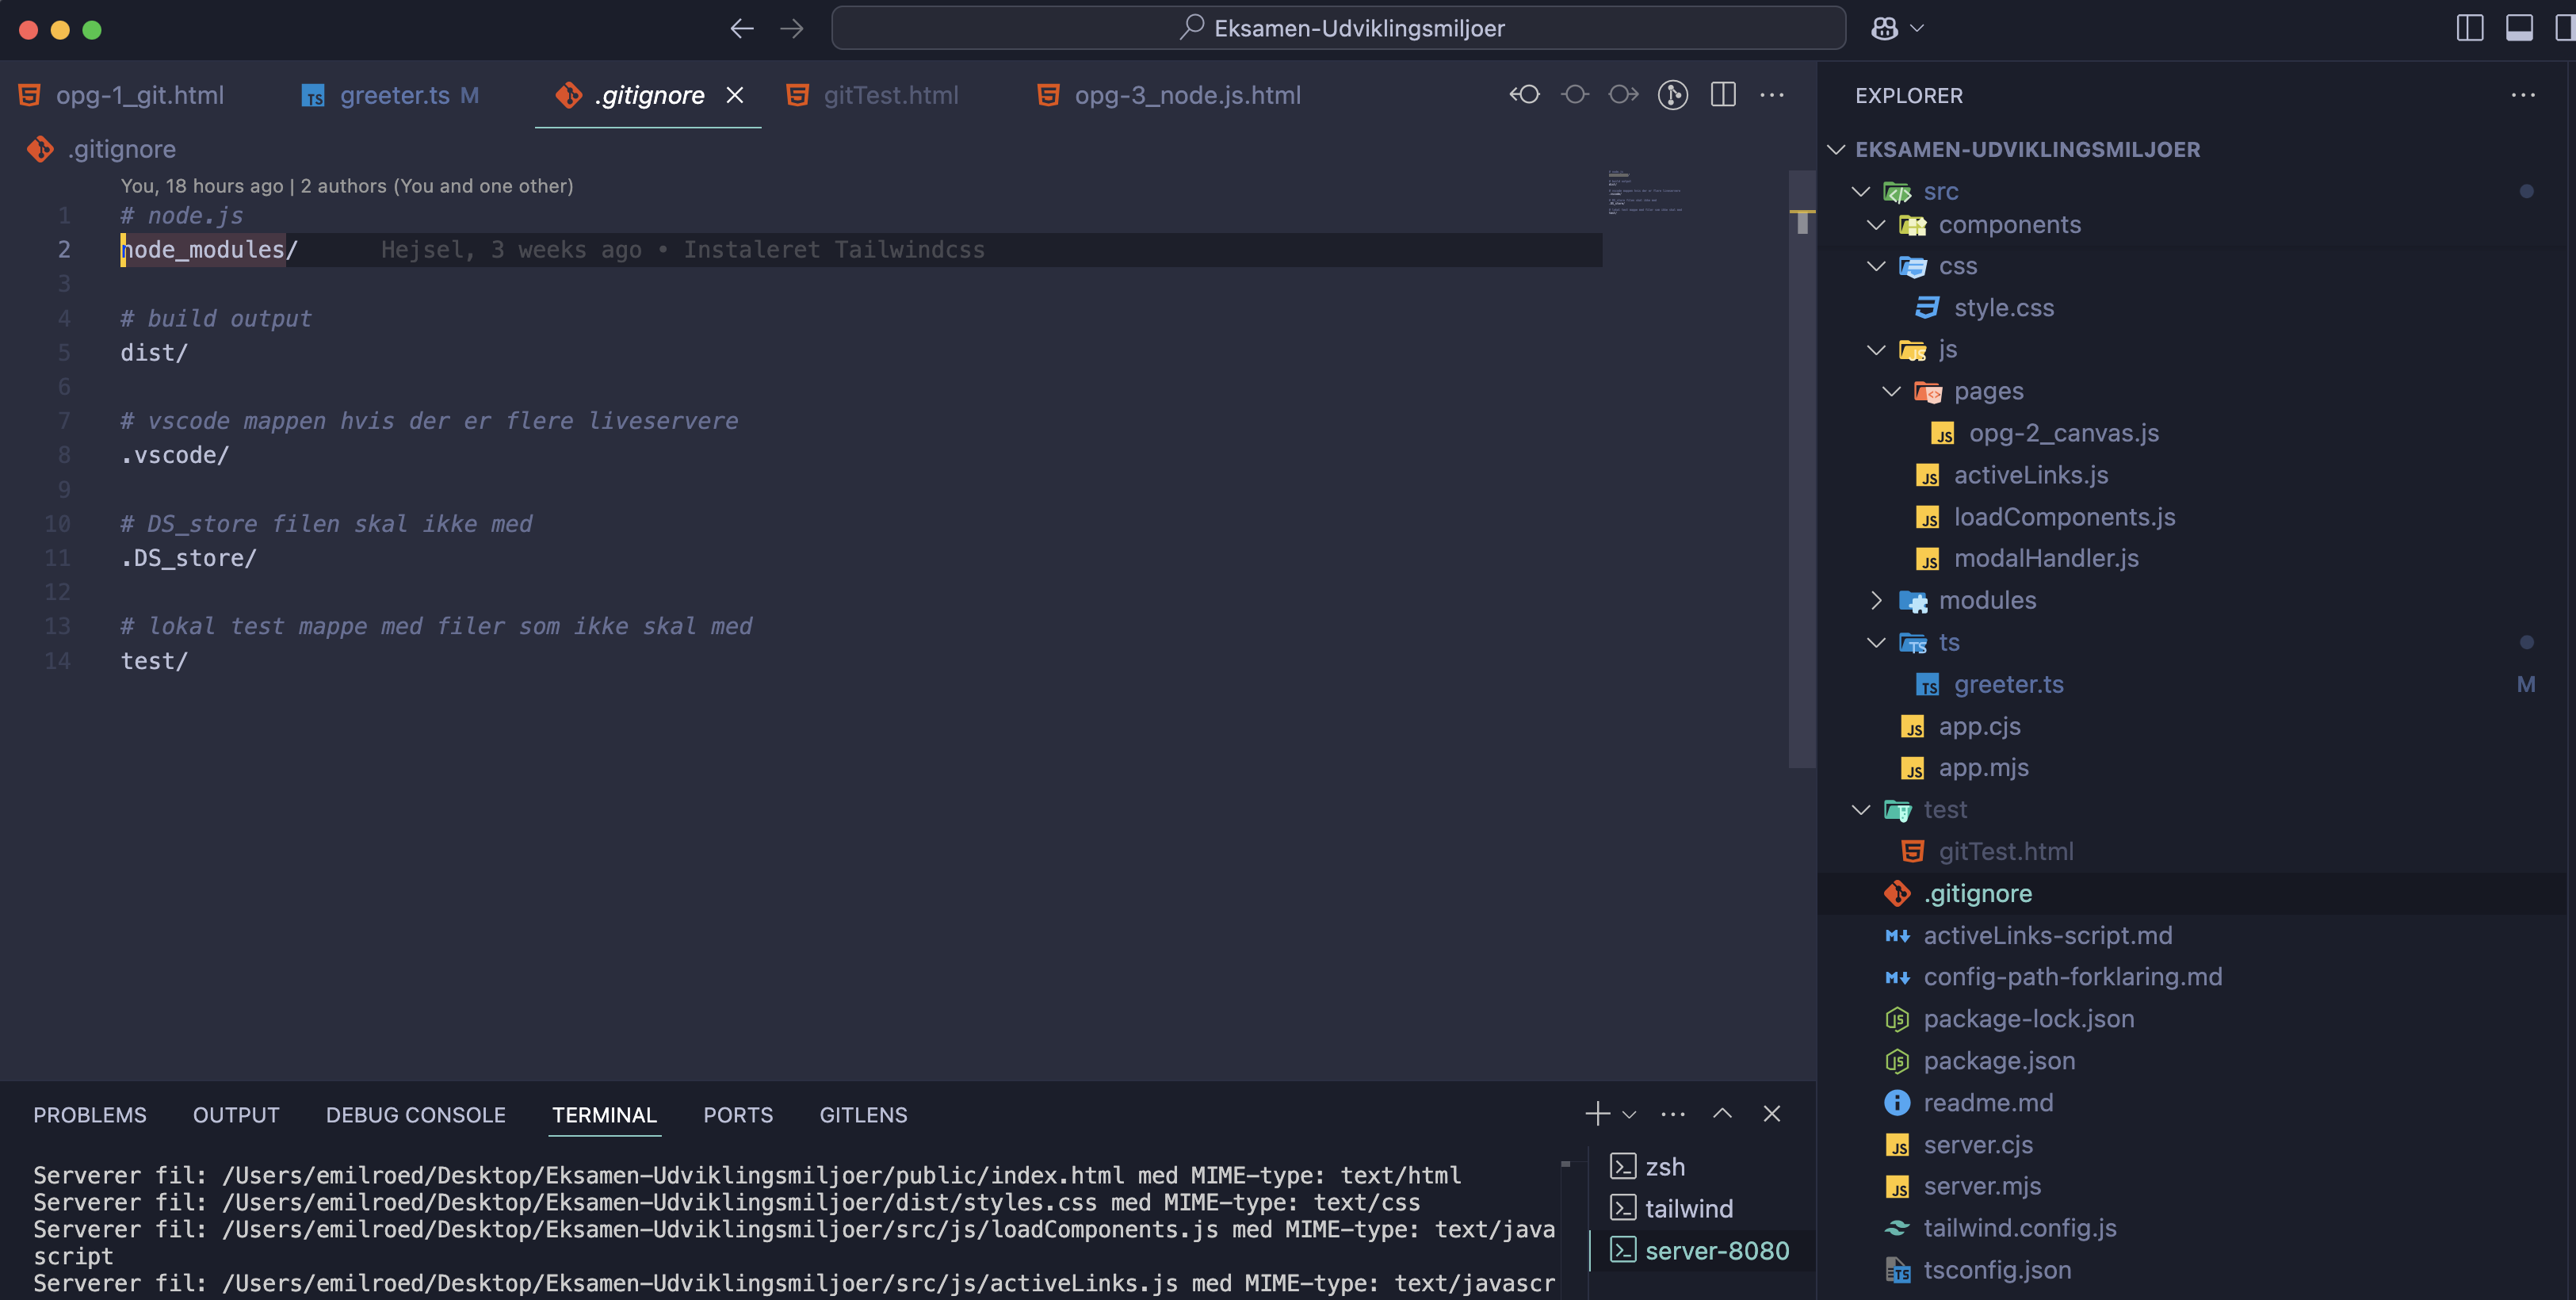 Eksamen-Udviklingsmiljoer
opg-1_git.html
greeter.ts M
.gitignore
gitTest.html
opg-3_node.js.html
.gitignore
You, 18 hours ago | 2 authors (You and one other)
1 # node.js
2 node_modules/ Hejsel, 3 weeks ago • Instaleret Tailwindcss
3
4 # build output
5 dist/
6
7 # vscode mappen hvis der er flere liveservere
8 .vscode/
9
10 # DS_store filen skal ikke med
11 .DS_store/
12
13 # lokal test mappe med filer som ikke skal med
14 test/
PROBLEMS OUTPUT DEBUG CONSOLE TERMINAL PORTS GITLENS
Serverer fil: /Users/emilroed/Desktop/Eksamen-Udviklingsmiljoer/public/index.html med MIME-type: text/html
Serverer fil: /Users/emilroed/Desktop/Eksamen-Udviklingsmiljoer/dist/styles.css med MIME-type: text/css
Serverer fil: /Users/emilroed/Desktop/Eksamen-Udviklingsmiljoer/src/js/loadComponents.js med MIME-type: text/java
script
Serverer fil: /Users/emilroed/Desktop/Eksamen-Udviklingsmiljoer/src/js/activeLinks.js med MIME-type: text/javascr
zsh
tailwind
server-8080
EXPLORER
EKSAMEN-UDVIKLINGSMILJOER
src
components
css
style.css
js
pages
opg-2_canvas.js
activeLinks.js
loadComponents.js
modalHandler.js
modules
ts
greeter.ts M
app.cjs
app.mjs
test
gitTest.html
.gitignore
activeLinks-script.md
config-path-forklaring.md
package-lock.json
package.json
readme.md
server.cjs
server.mjs
tailwind.config.js
tsconfig.json